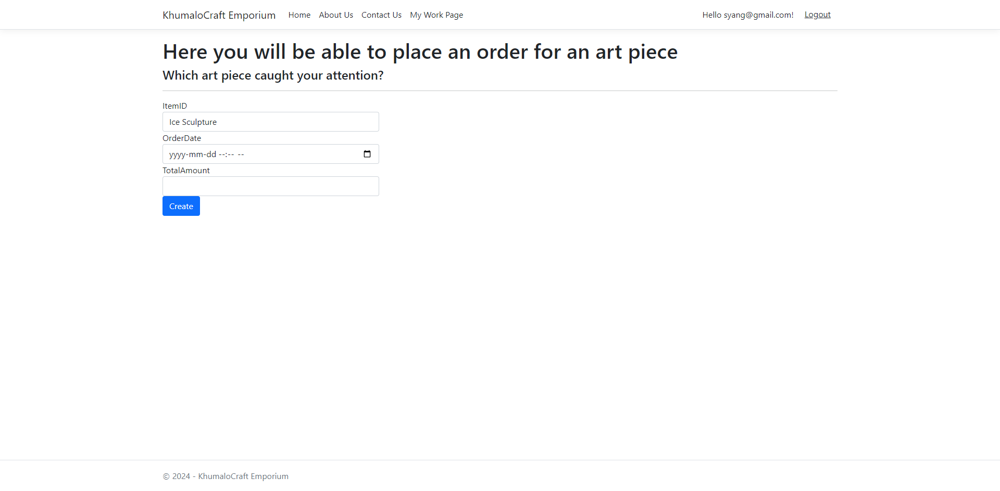 KhumaloCraft Emporium Home About Us Contact Us My Work Page Hello syang@gmail.com! Logout
Here you will be able to place an order for an art piece
Which art piece caught your attention?
ItemID
Ice Sculpture
OrderDate
yyyy-mm-dd --:-- --
TotalAmount
Create
© 2024 - KhumaloCraft Emporium